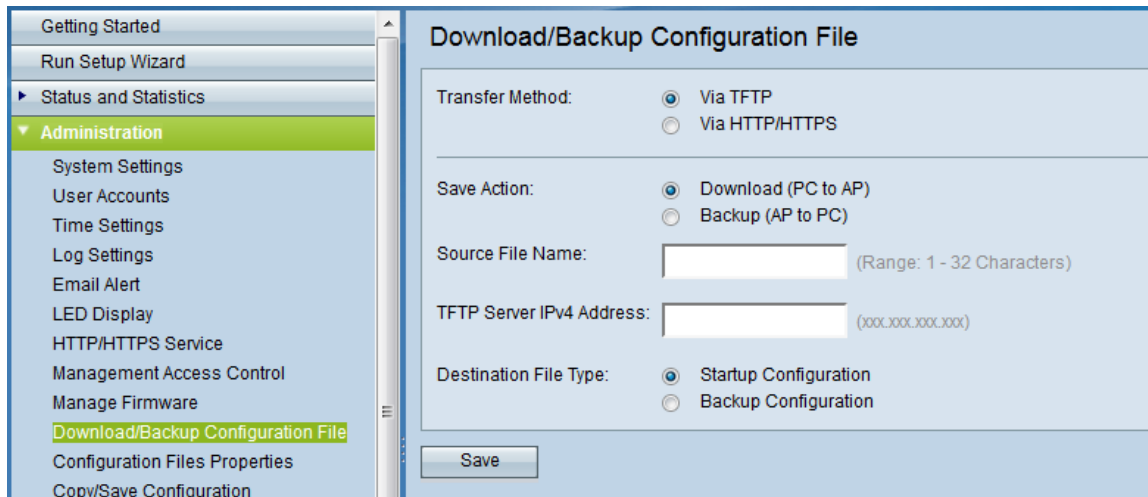 Getting Started
Run Setup Wizard
Status and Statistics
Administration
System Settings
User Accounts
Time Settings
Log Settings
Email Alert
LED Display
HTTP/HTTPS Service
Management Access Control
Manage Firmware
Download/Backup Configuration File
Configuration Files Properties
Copy/Save Configuration
Download/Backup Configuration File
Transfer Method: Via TFTP
Via HTTP/HTTPS
Save Action: Download (PC to AP)
Backup (AP to PC)
Source File Name: (Range: 1 - 32 Characters)
TFTP Server IPv4 Address: (xxx.xxx.xxx.xxx)
Destination File Type: Startup Configuration
Backup Configuration
Save